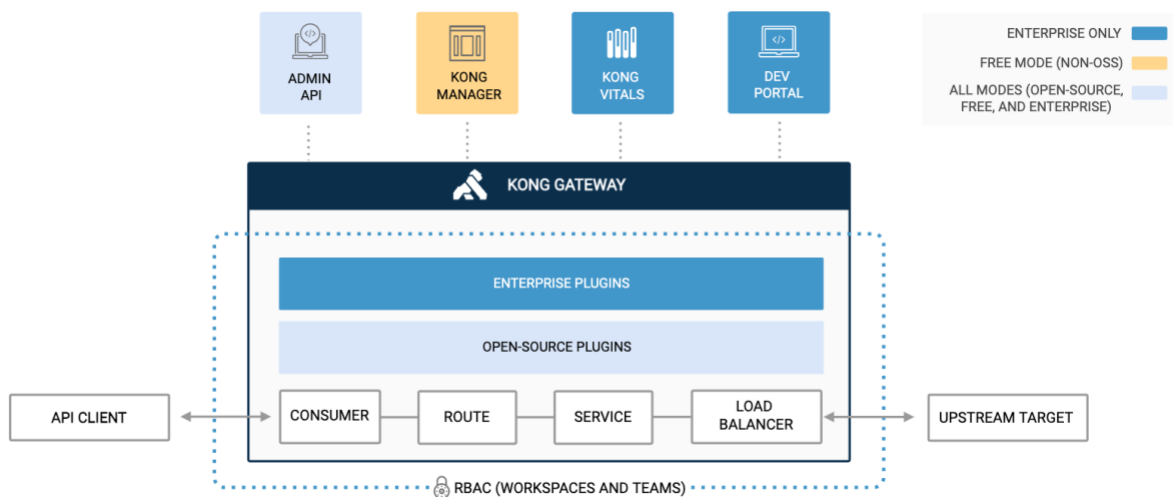 ADMIN
API
KONG
MANAGER
KONG
VITALS
DEV
PORTAL
ENTERPRISE ONLY
FREE MODE (NON-OSS)
ALL MODES (OPEN-SOURCE,
FREE, AND ENTERPRISE)
KONG GATEWAY
ENTERPRISE PLUGINS
OPEN-SOURCE PLUGINS
API CLIENT
CONSUMER
ROUTE
SERVICE
LOAD
BALANCER
UPSTREAM TARGET
RBAC (WORKSPACES AND TEAMS)